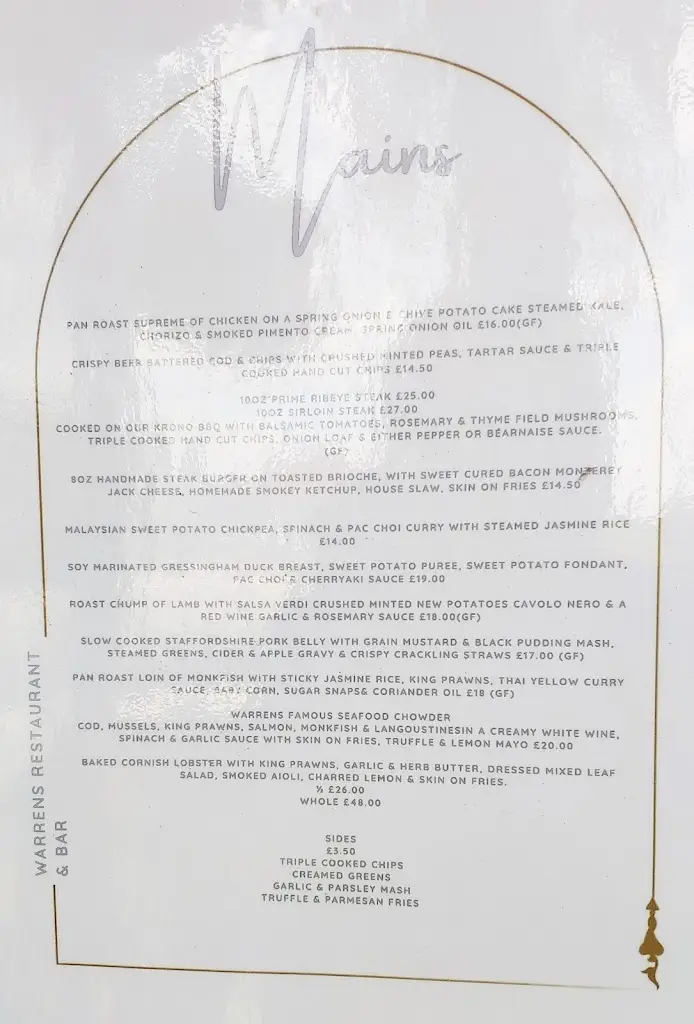 Mains
PAN ROAST SUPREME OF CHICKEN ON A SPRING ONION & CHIVE POTATO CAKE STEAMED KALE,
CHORIZO & SMOKED PIMENTO CREAM, SPRING ONION OIL £16.00(GF)
CRISPY BEER BATTERED COD & CHIPS WITH CRUSHED MINTED PEAS, TARTAR SAUCE & TRIPLE
COOKED HAND CUT CHIPS £14.50
10OZ PRIME RIBEYE STEAK £25.00
10OZ SIRLOIN STEAK £27.00
COOKED ON OUR KRONO BBQ WITH BALSAMIC TOMATOES, ROSEMARY & THYME FIELD MUSHROOMS,
TRIPLE COOKED HAND CUT CHIPS, ONION LOAF & EITHER PEPPER OR BÉARNAISE SAUCE.
(GF)
8OZ HANDMADE STEAK BURGER ON TOASTED BRIOCHE, WITH SWEET CURED BACON MONTEREY
JACK CHEESE, HOMEMADE SMOKEY KETCHUP, HOUSE SLAW, SKIN ON FRIES £14.50
MALAYSIAN SWEET POTATO CHICKPEA, SPINACH & PAC CHOI CURRY WITH STEAMED JASMINE RICE
£14.00
SOY MARINATED GRESSINGHAM DUCK BREAST, SWEET POTATO PUREE, SWEET POTATO FONDANT,
PAC CHOI & CHERRYAKI SAUCE £19.00
ROAST CHUMP OF LAMB WITH SALSA VERDI CRUSHED MINTED NEW POTATOES CAVOLO NERO & A
RED WINE GARLIC & ROSEMARY SAUCE £18.00(GF)
SLOW COOKED STAFFORDSHIRE PORK BELLY WITH GRAIN MUSTARD & BLACK PUDDING MASH,
STEAMED GREENS, CIDER & APPLE GRAVY & CRISPY CRACKLING STRAWS £17.00 (GF)
PAN ROAST LOIN OF MONKFISH WITH STICKY JASMINE RICE, KING PRAWNS, THAI YELLOW CURRY
SAUCE, BABY CORN, SUGAR SNAPS& CORIANDER OIL £18 (GF)
WARRENS FAMOUS SEAFOOD CHOWDER
COD, MUSSELS, KING PRAWNS, SALMON, MONKFISH & LANGOUSTINESIN A CREAMY WHITE WINE,
SPINACH & GARLIC SAUCE WITH SKIN ON FRIES, TRUFFLE & LEMON MAYO £20.00
BAKED CORNISH LOBSTER WITH KING PRAWNS, GARLIC & HERB BUTTER, DRESSED MIXED LEAF
SALAD, SMOKED AIOLI, CHARRED LEMON & SKIN ON FRIES.
½ £26.00
WHOLE £48.00
SIDES
£3.50
TRIPLE COOKED CHIPS
CREAMED GREENS
GARLIC & PARSLEY MASH
TRUFFLE & PARMESAN FRIES
WARRENS RESTAURANT
& BAR